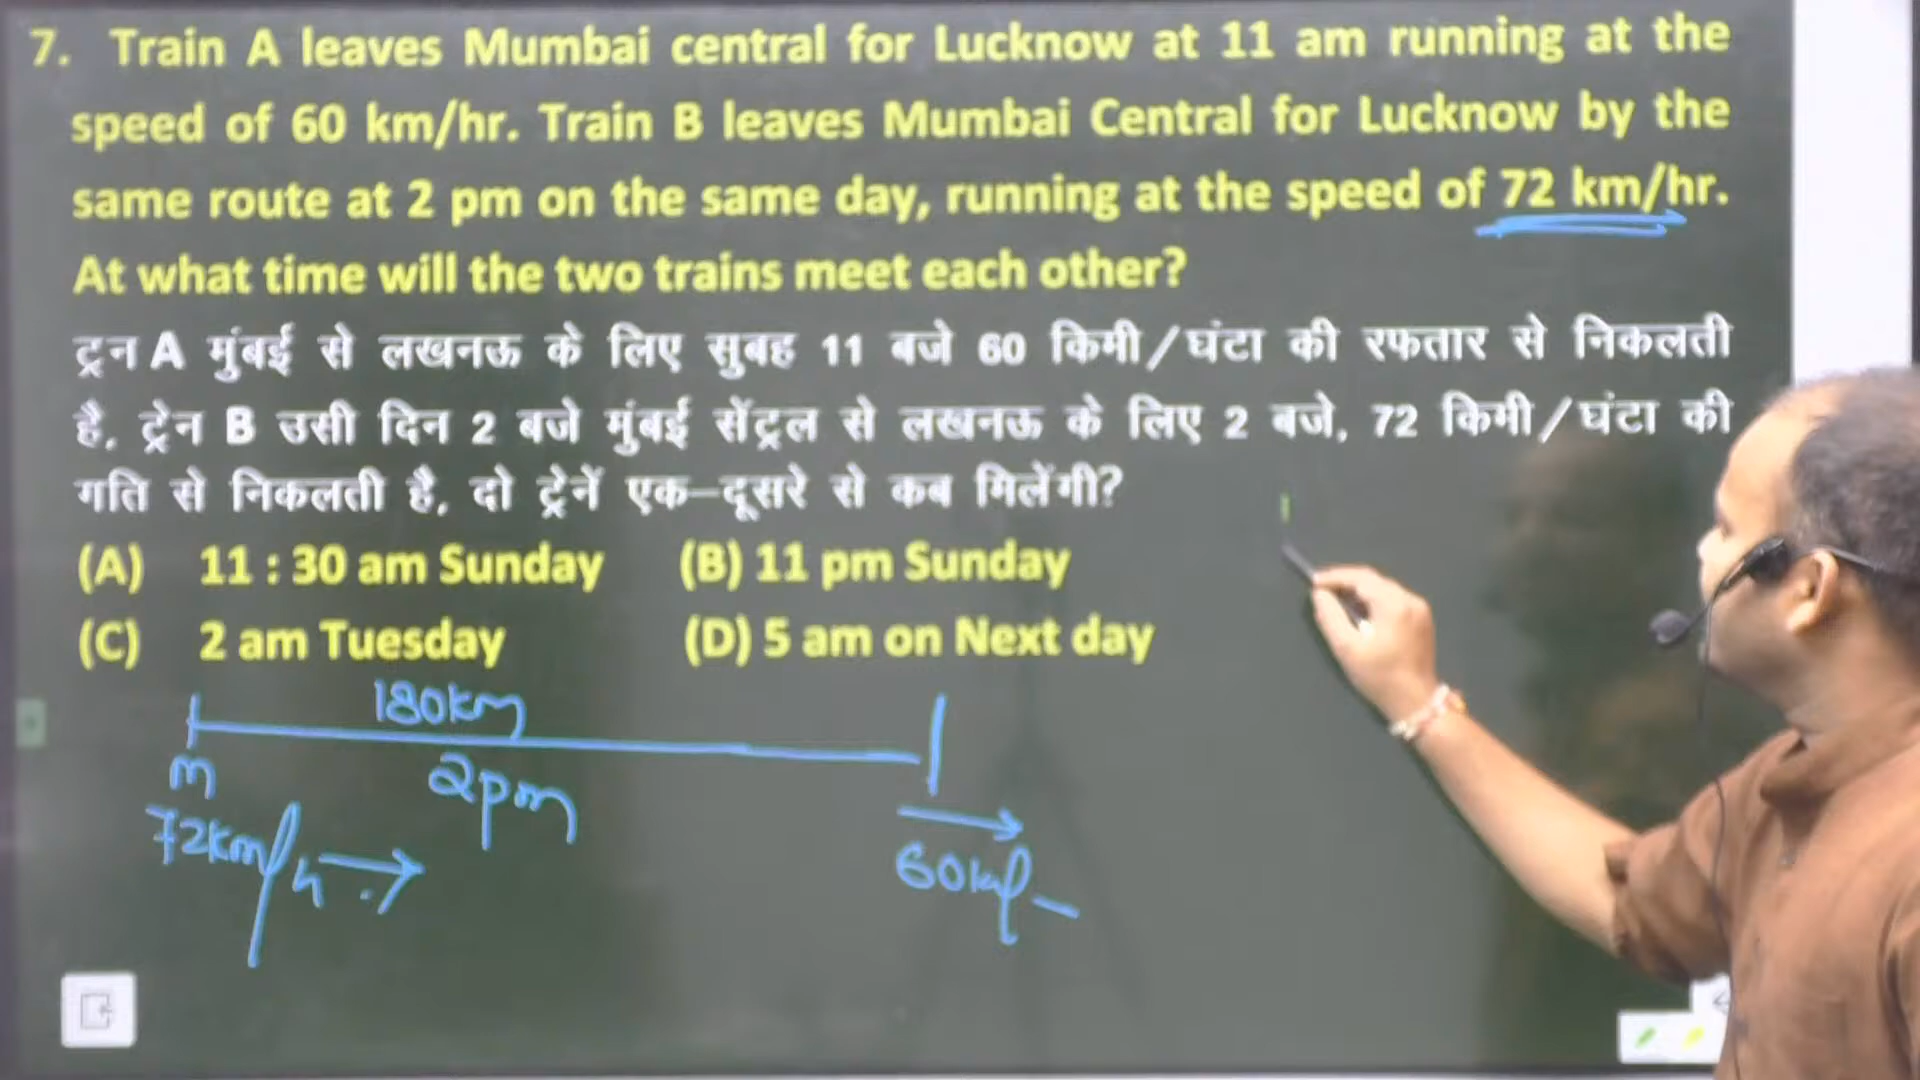 7. Train A leaves Mumbai central for Lucknow at 11 am running at the
speed of 60 km/hr. Train B leaves Mumbai Central for Lucknow by the
same route at 2 pm on the same day, running at the speed of 72 km/hr.
At what time will the two trains meet each other?
ट्रन A मुंबई से लखनऊ के लिए सुबह 11 बजे 60 किमी/घंटा की रफतार से निकलती
है, ट्रेन B उसी दिन 2 बजे मुंबई सेंट्रल से लखनऊ के लिए 2 बजे, 72 किमी/घंटा की
गति से निकलती है, दो ट्रेनें एक–दूसरे से कब मिलेंगी?
(A) 11 : 30 am Sunday (B) 11 pm Sunday
(C) 2 am Tuesday (D) 5 am on Next day
180km
m 2pm
72km/h 60km/